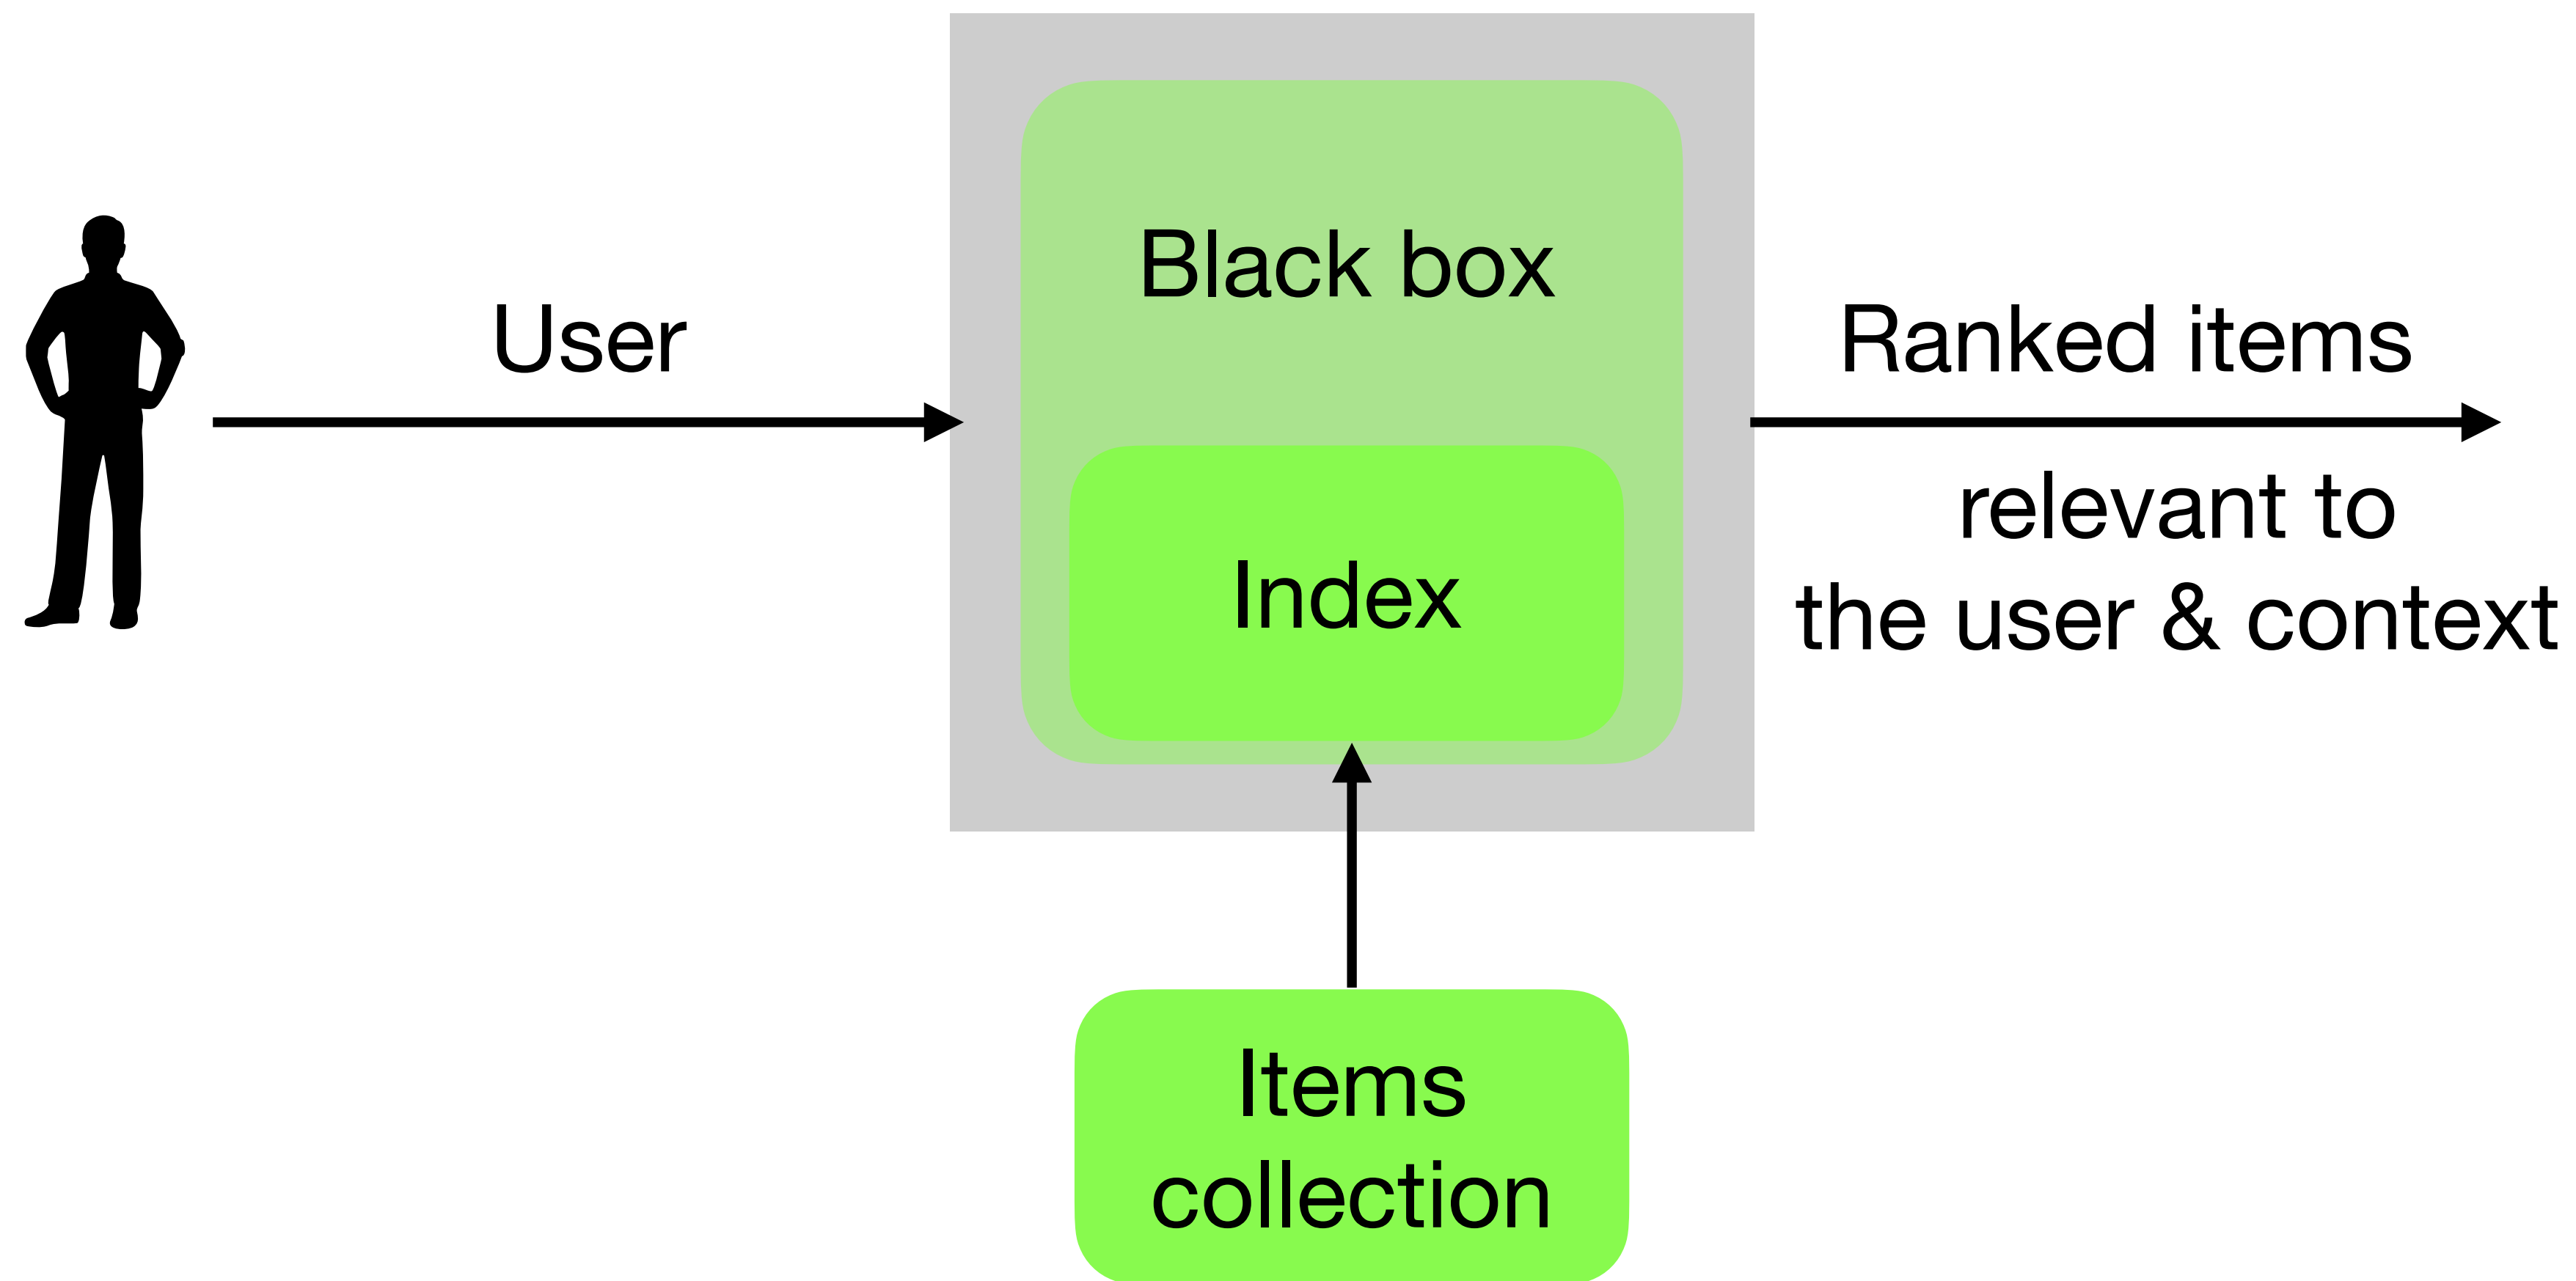 User
Black box
Index
Ranked items
relevant to
the user & context
Items
collection